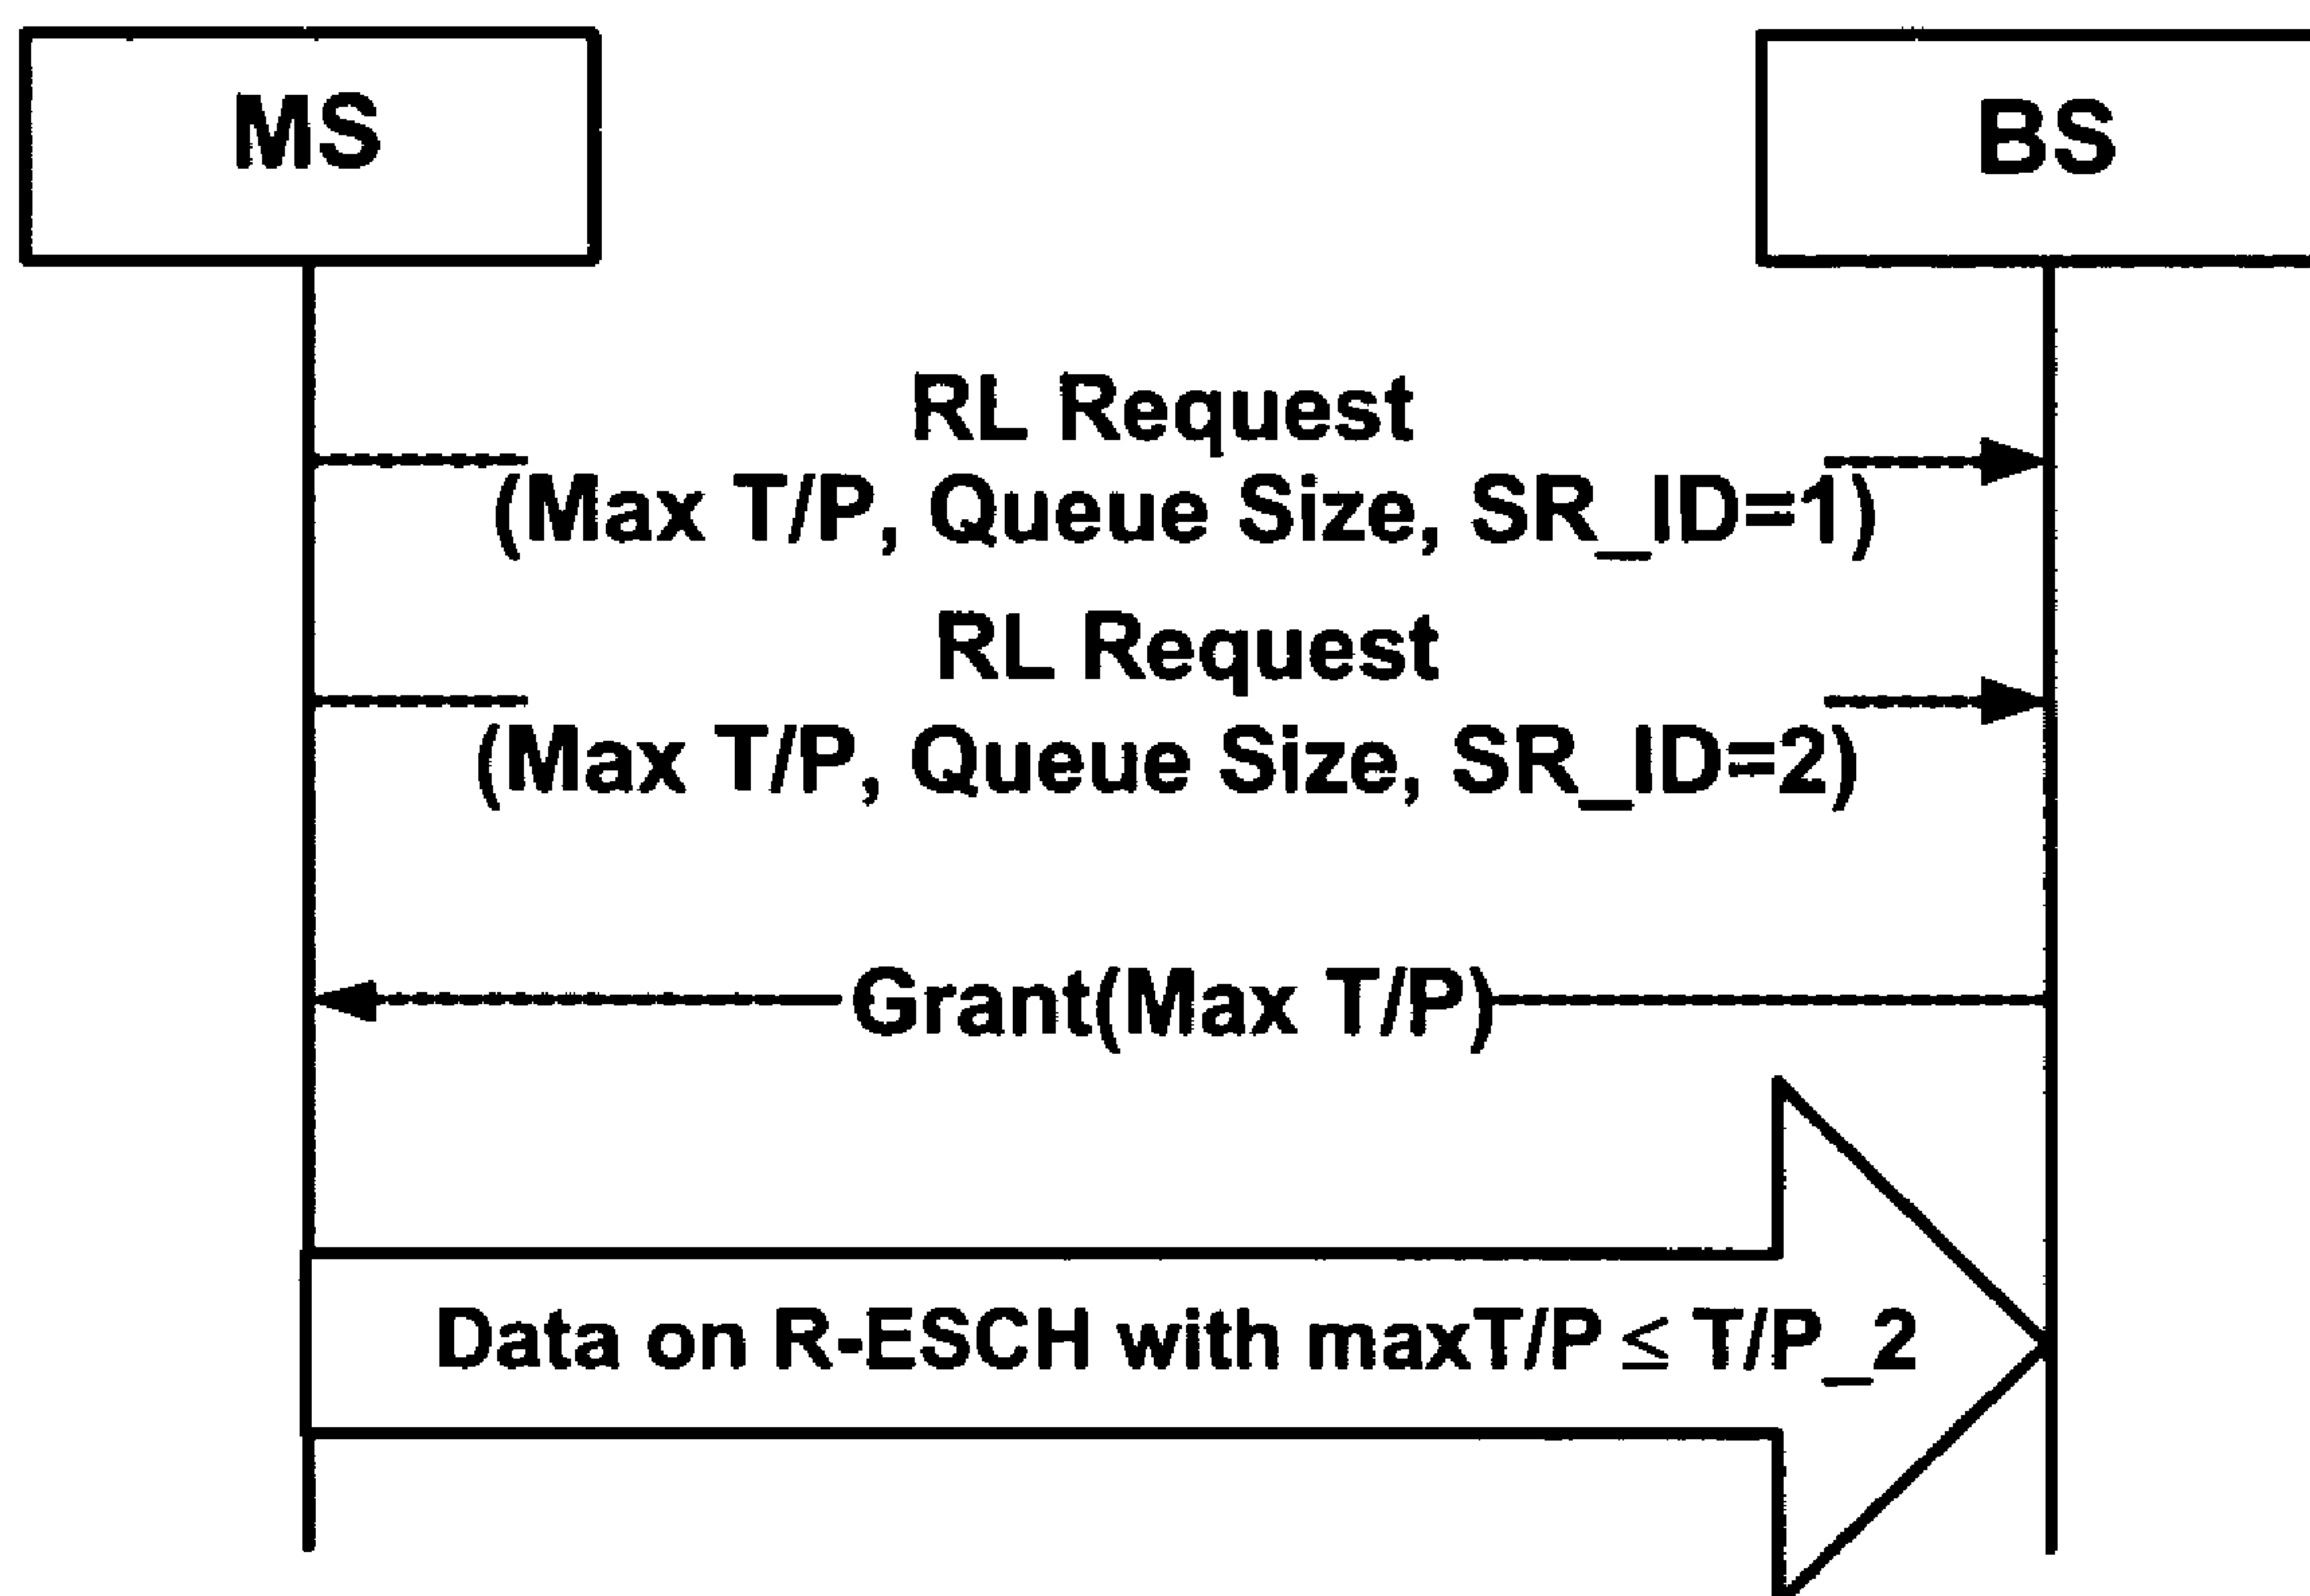 MS
BS
RL Request
(Max T/P, Queue Size, SR_ID=1)
RL Request
(Max T/P, Queue Size, SR_ID=2)
Grant(Max T/P)
Data on R-ESCH with maxT/P ≤ T/P_2